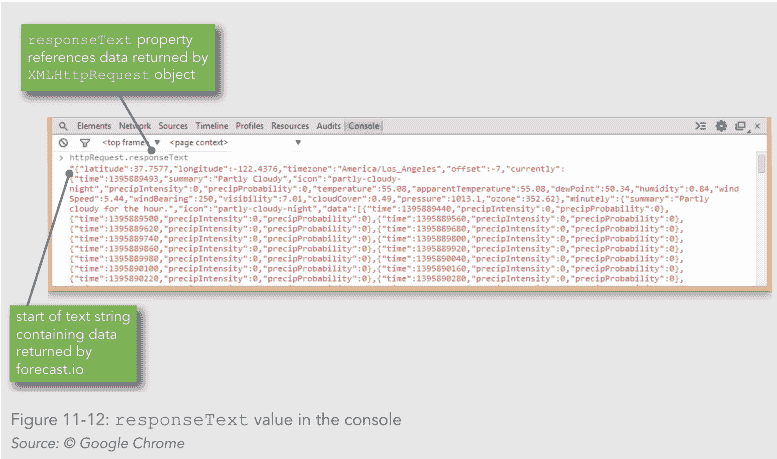 responseText property
references data returned by
XMLHttpRequest object
Elements Network Sources Timeline Profiles Resources Audits Console
<top frame> ▼ <page context> ▼
> httpRequest.responseText
"{"latitude":37.7577,"longitude":-122.4376,"timezone":"America/Los_Angeles","offset":-7,"currently":
{"time":1395889493,"summary":"Partly Cloudy","icon":"partly-cloudy-
night","precipIntensity":0,"precipProbability":0,"temperature":55.08,"apparentTemperature":55.08,"dewPoint":50.34,"humidity":0.84,"wind
Speed":5.44,"windBearing":250,"visibility":7.01,"cloudCover":0.49,"pressure":1013.1,"ozone":352.62},"minutely":{"summary":"Partly
cloudy for the hour.","icon":"partly-cloudy-night","data":[{"time":1395889440,"precipIntensity":0,"precipProbability":0},
{"time":1395889500,"precipIntensity":0,"precipProbability":0},{"time":1395889560,"precipIntensity":0,"precipProbability":0},
{"time":1395889620,"precipIntensity":0,"precipProbability":0},{"time":1395889680,"precipIntensity":0,"precipProbability":0},
{"time":1395889740,"precipIntensity":0,"precipProbability":0},{"time":1395889800,"precipIntensity":0,"precipProbability":0},
{"time":1395889860,"precipIntensity":0,"precipProbability":0},{"time":1395889920,"precipIntensity":0,"precipProbability":0},
{"time":1395889980,"precipIntensity":0,"precipProbability":0},{"time":1395890040,"precipIntensity":0,"precipProbability":0},
{"time":1395890100,"precipIntensity":0,"precipProbability":0},{"time":1395890160,"precipIntensity":0,"precipProbability":0},
{"time":1395890220,"precipIntensity":0,"precipProbability":0},{"time":1395890280,"precipIntensity":0,"precipProbability":0},
start of text string
containing data
returned by
forecast.io
Figure 11-12: responseText value in the console
Source: © Google Chrome